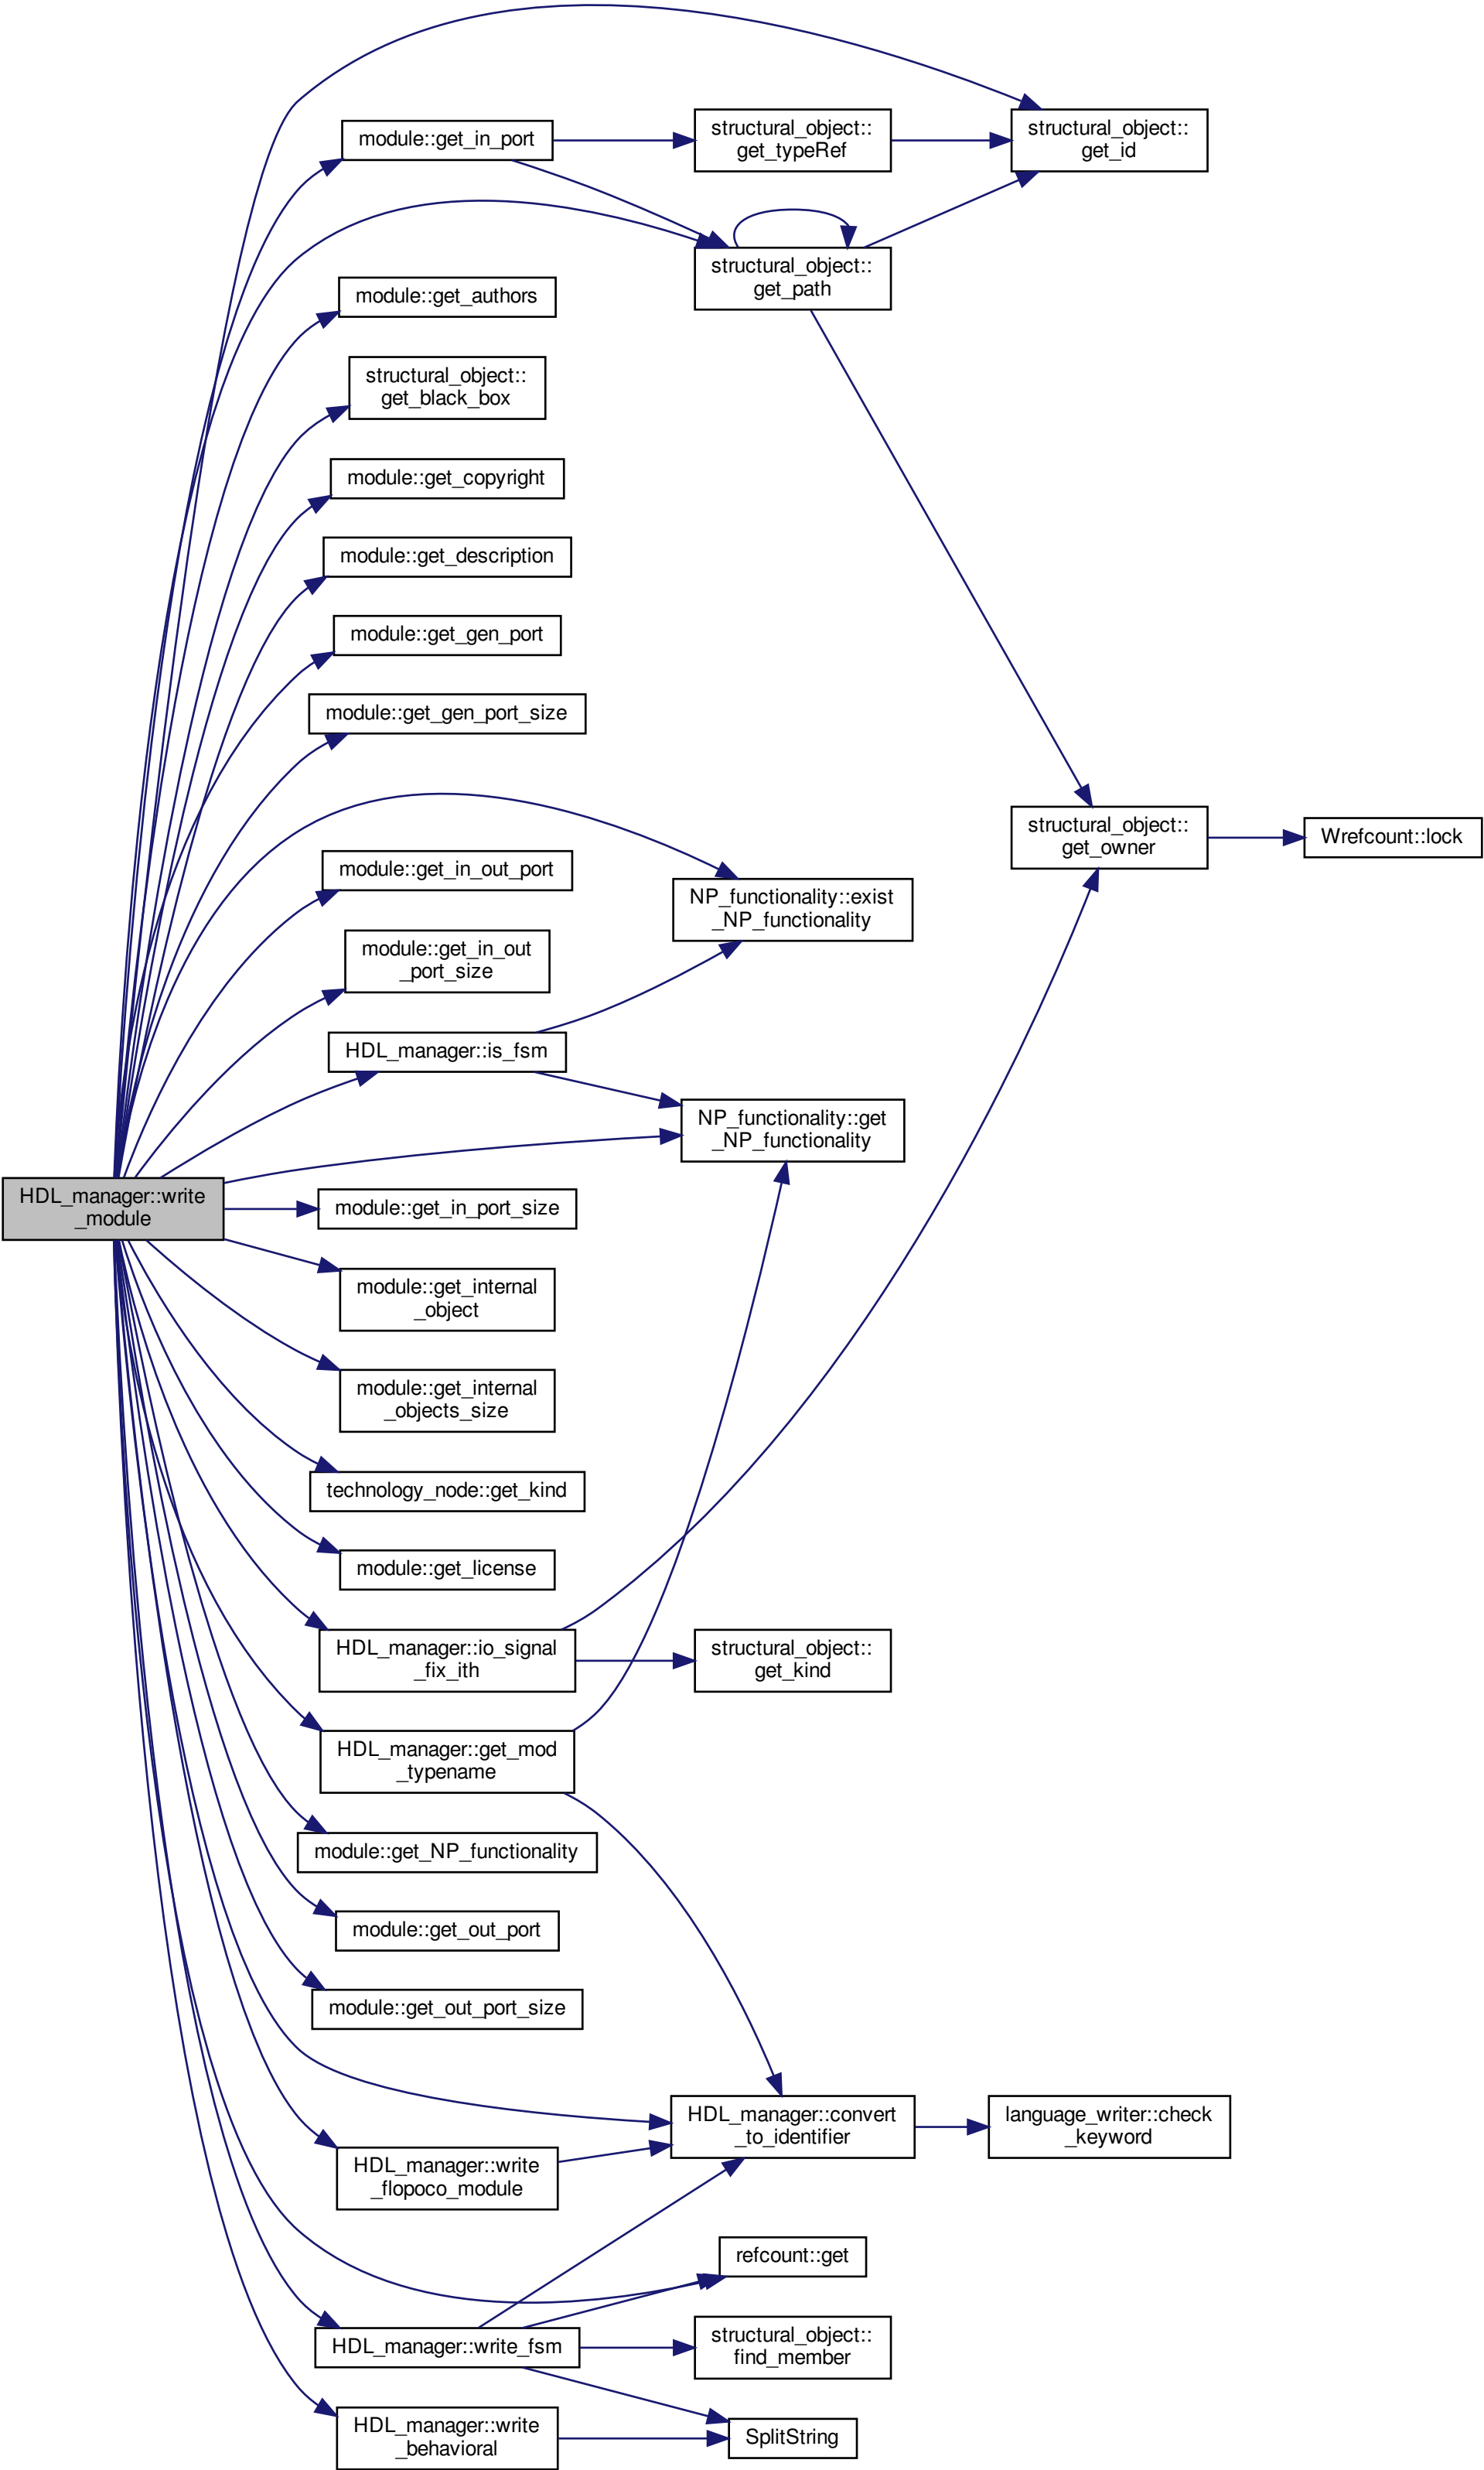 module::get_in_port
structural_object::
get_typeRef
structural_object::
get_id
structural_object::
get_path
module::get_authors
structural_object::
get_black_box
module::get_copyright
module::get_description
module::get_gen_port
module::get_gen_port_size
module::get_in_out_port
NP_functionality::exist
_NP_functionality
structural_object::
get_owner
Wrefcount::lock
module::get_in_out
_port_size
HDL_manager::is_fsm
NP_functionality::get
_NP_functionality
HDL_manager::write
_module
module::get_in_port_size
module::get_internal
_object
module::get_internal
_objects_size
technology_node::get_kind
module::get_license
HDL_manager::io_signal
_fix_ith
structural_object::
get_kind
HDL_manager::get_mod
_typename
module::get_NP_functionality
module::get_out_port
module::get_out_port_size
HDL_manager::convert
_to_identifier
language_writer::check
_keyword
HDL_manager::write
_flopoco_module
refcount::get
HDL_manager::write_fsm
structural_object::
find_member
HDL_manager::write
_behavioral
SplitString